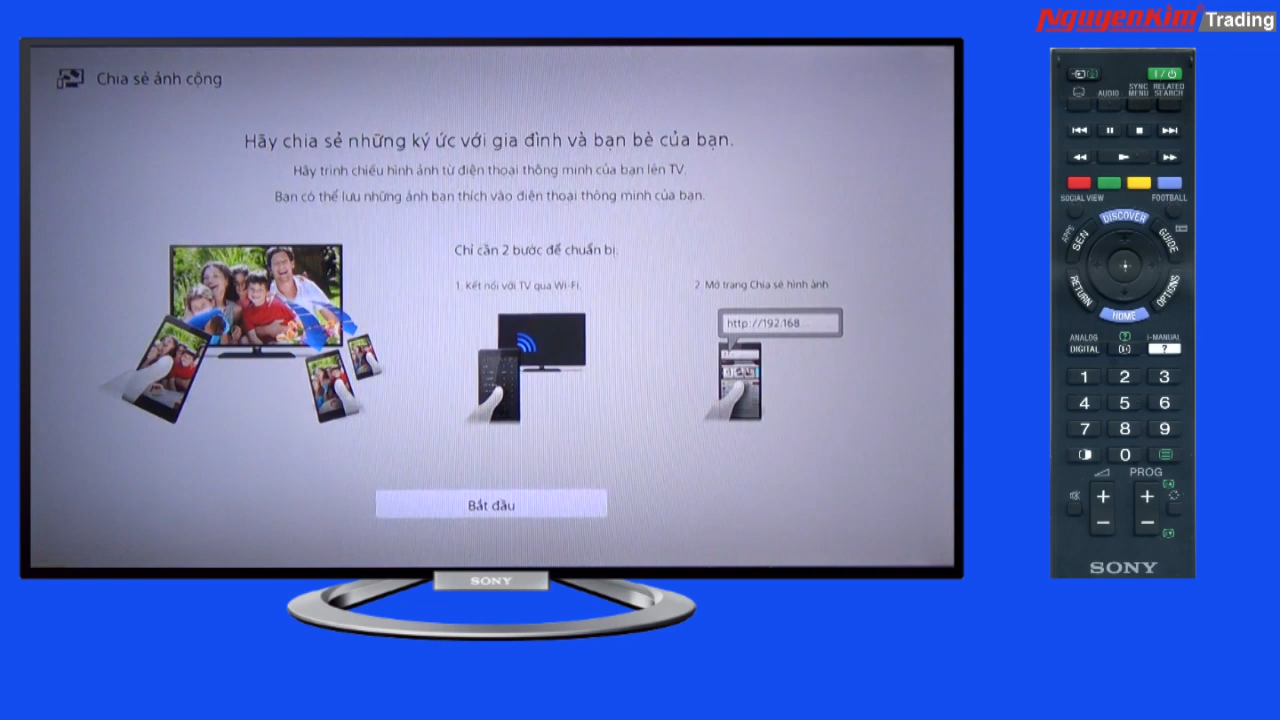 NguyenKim Trading
Chia sẻ ảnh cộng
Hãy chia sẻ những ký ức với gia đình và bạn bè của bạn.
Hãy trình chiếu hình ảnh từ điện thoại thông minh của bạn lên TV.
Bạn có thể lưu những ảnh bạn thích vào điện thoại thông minh của bạn.
Chỉ cần 2 bước để chuẩn bị.
1. Kết nối với TV qua Wi-Fi.
2. Mở trang Chia sẻ hình ảnh
http://192.168...
Bắt đầu
SONY
AUDIO
SYNC MENU
RELATED SEARCH
SOCIAL VIEW
FOOTBALL
DISCOVER
APPS
SEN
GUIDE
RETURN
OPTIONS
HOME
ANALOG
DIGITAL
i-MANUAL
?
1 2 3
4 5 6
7 8 9
0
PROG
+ +
− −
SONY